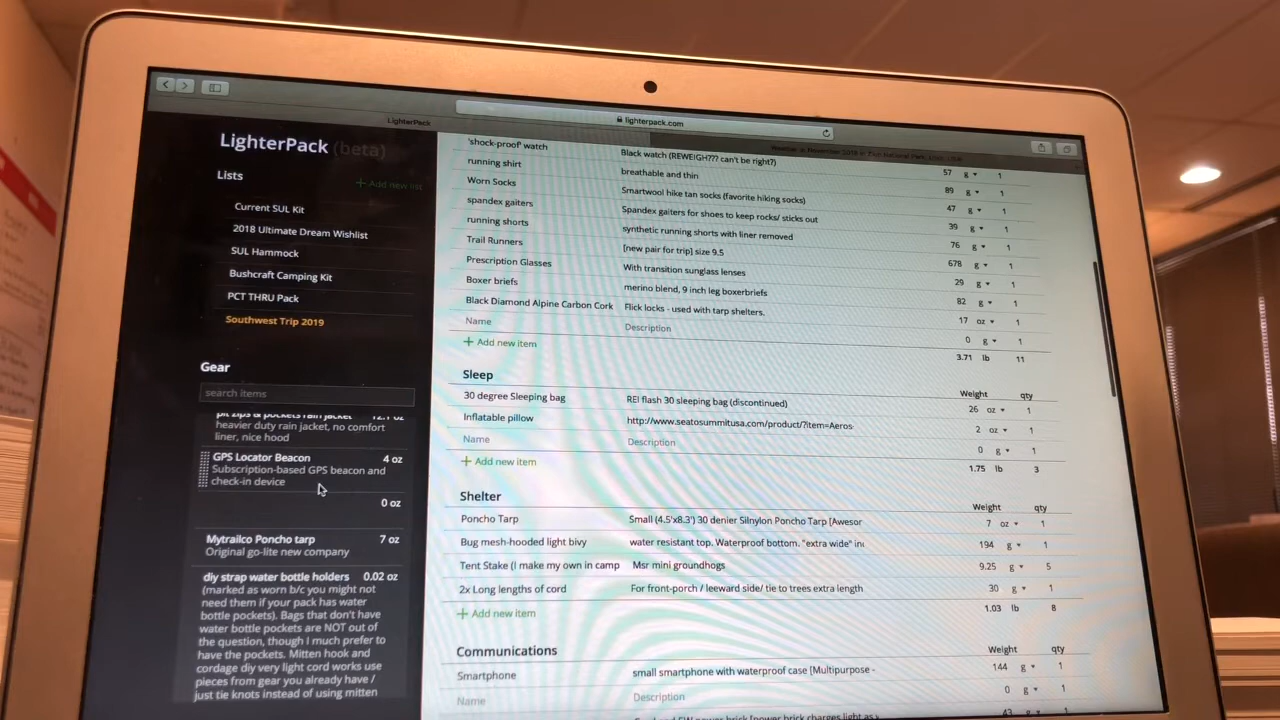 lighterpack.com
LighterPack
LighterPack (beta)
Lists
+ Add new list
Current SUL Kit
2018 Ultimate Dream Wishlist
SUL Hammock
Bushcraft Camping Kit
PCT THRU Pack
Southwest Trip 2019
Gear
search items
pit zips & pockets rain jacket 12.1 oz
heavier duty rain jacket, no comfort
liner, nice hood
GPS Locator Beacon 4 oz
Subscription-based GPS beacon and
check-in device
0 oz
Mytrailco Poncho tarp 7 oz
Original go-lite new company
diy strap water bottle holders 0.02 oz
(marked as worn b/c you might not
need them if your pack has water
bottle pockets). Bags that don't have
water bottle pockets are NOT out of
the question, though I much prefer to
have the pockets. Mitten hook and
cordage diy very light cord works use
pieces from gear you already have /
just tie knots instead of using mitten
'shock-proof' watch Black watch (REWEIGH??? can't be right?) 57 g 1
running shirt breathable and thin 89 g 1
Worn Socks Smartwool hike tan socks (favorite hiking socks) 47 g 1
spandex gaiters Spandex gaiters for shoes to keep rocks/ sticks out 39 g 1
running shorts synthetic running shorts with liner removed 76 g 1
Trail Runners [new pair for trip] size 9.5 678 g 1
Prescription Glasses With transition sunglass lenses 29 g 1
Boxer briefs merino blend, 9 inch leg boxerbriefs 82 g 1
Black Diamond Alpine Carbon Cork Flick locks - used with tarp shelters. 17 oz 1
Name Description 0 g 1
+ Add new item 3.71 lb 11
Sleep Weight qty
30 degree Sleeping bag REI flash 30 sleeping bag (discontinued) 26 oz 1
Inflatable pillow http://www.seatosummitusa.com/product/?item=Aeros 2 oz 1
Name Description 0 g 1
+ Add new item 1.75 lb 3
Shelter Weight qty
Poncho Tarp Small (4.5'x8.3') 30 denier Silnylon Poncho Tarp [Awesor 7 oz 1
Bug mesh-hooded light bivy water resistant top. Waterproof bottom. "extra wide" in 194 g 1
Tent Stake (I make my own in camp Msr mini groundhogs 9.25 g 5
2x Long lengths of cord For front-porch / leeward side/ tie to trees extra length 30 g 1
+ Add new item 1.03 lb 8
Communications Weight qty
Smartphone small smartphone with waterproof case [Multipurpose - 144 g 1
Name Description 0 g 1